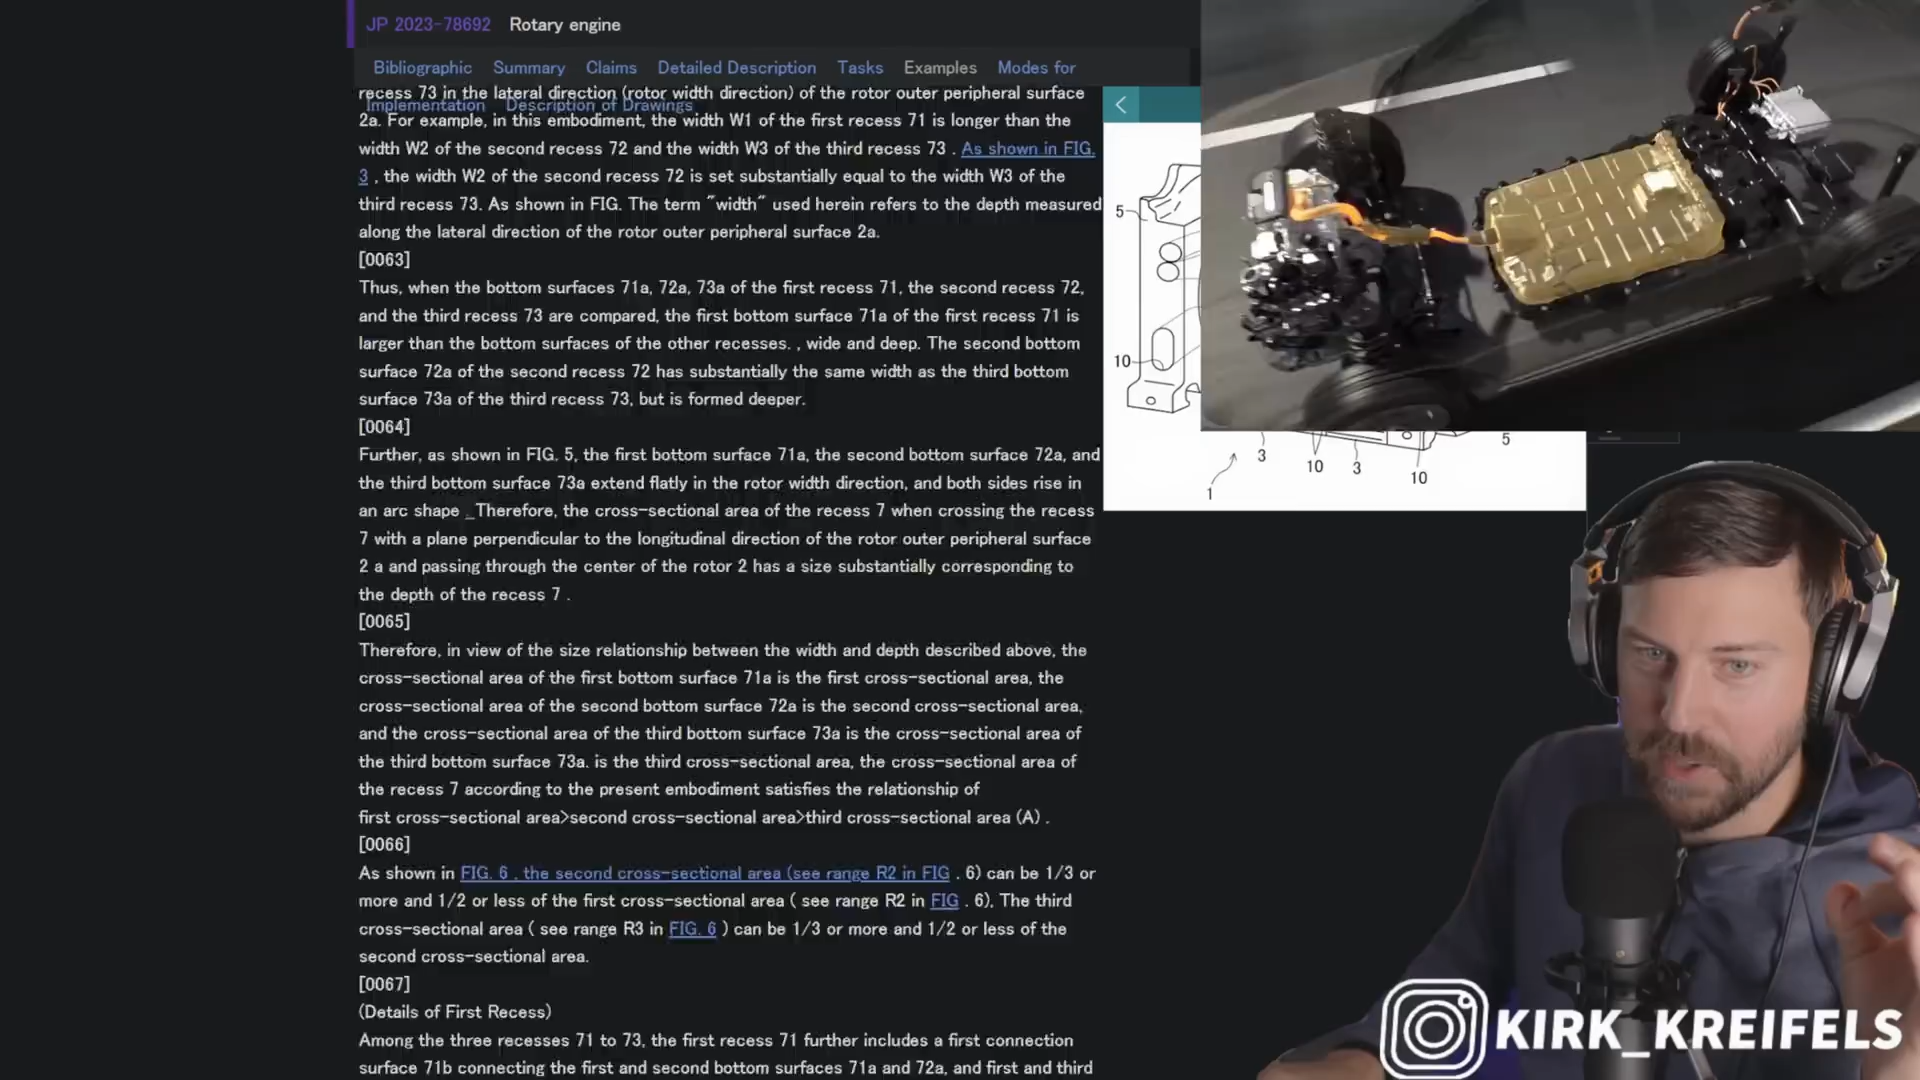 JP 2023-78692 Rotary engine
Bibliographic Summary Claims Detailed Description Tasks Examples Modes for
Implementation Description of Drawings
recess 73 in the lateral direction (rotor width direction) of the rotor outer peripheral surface
2a. For example, in this embodiment, the width W1 of the first recess 71 is longer than the
width W2 of the second recess 72 and the width W3 of the third recess 73 . As shown in FIG.
3 , the width W2 of the second recess 72 is set substantially equal to the width W3 of the
third recess 73. As shown in FIG. The term "width" used herein refers to the depth measured
along the lateral direction of the rotor outer peripheral surface 2a.
[0063]
Thus, when the bottom surfaces 71a, 72a, 73a of the first recess 71, the second recess 72,
and the third recess 73 are compared, the first bottom surface 71a of the first recess 71 is
larger than the bottom surfaces of the other recesses. , wide and deep. The second bottom
surface 72a of the second recess 72 has substantially the same width as the third bottom
surface 73a of the third recess 73, but is formed deeper.
[0064]
Further, as shown in FIG. 5, the first bottom surface 71a, the second bottom surface 72a, and
the third bottom surface 73a extend flatly in the rotor width direction, and both sides rise in
an arc shape _Therefore, the cross-sectional area of the recess 7 when crossing the recess
7 with a plane perpendicular to the longitudinal direction of the rotor outer peripheral surface
2 a and passing through the center of the rotor 2 has a size substantially corresponding to
the depth of the recess 7 .
[0065]
Therefore, in view of the size relationship between the width and depth described above, the
cross-sectional area of the first bottom surface 71a is the first cross-sectional area, the
cross-sectional area of the second bottom surface 72a is the second cross-sectional area,
and the cross-sectional area of the third bottom surface 73a is the cross-sectional area of
the third bottom surface 73a. is the third cross-sectional area, the cross-sectional area of
the recess 7 according to the present embodiment satisfies the relationship of
first cross-sectional area>second cross-sectional area>third cross-sectional area (A) .
[0066]
As shown in FIG. 6 , the second cross-sectional area (see range R2 in FIG . 6) can be 1/3 or
more and 1/2 or less of the first cross-sectional area ( see range R2 in FIG . 6). The third
cross-sectional area ( see range R3 in FIG. 6 ) can be 1/3 or more and 1/2 or less of the
second cross-sectional area.
[0067]
(Details of First Recess)
Among the three recesses 71 to 73, the first recess 71 further includes a first connection
surface 71b connecting the first and second bottom surfaces 71a and 72a, and first and third
5
10
3 10 3 10 5
1
KIRK_KREIFELS